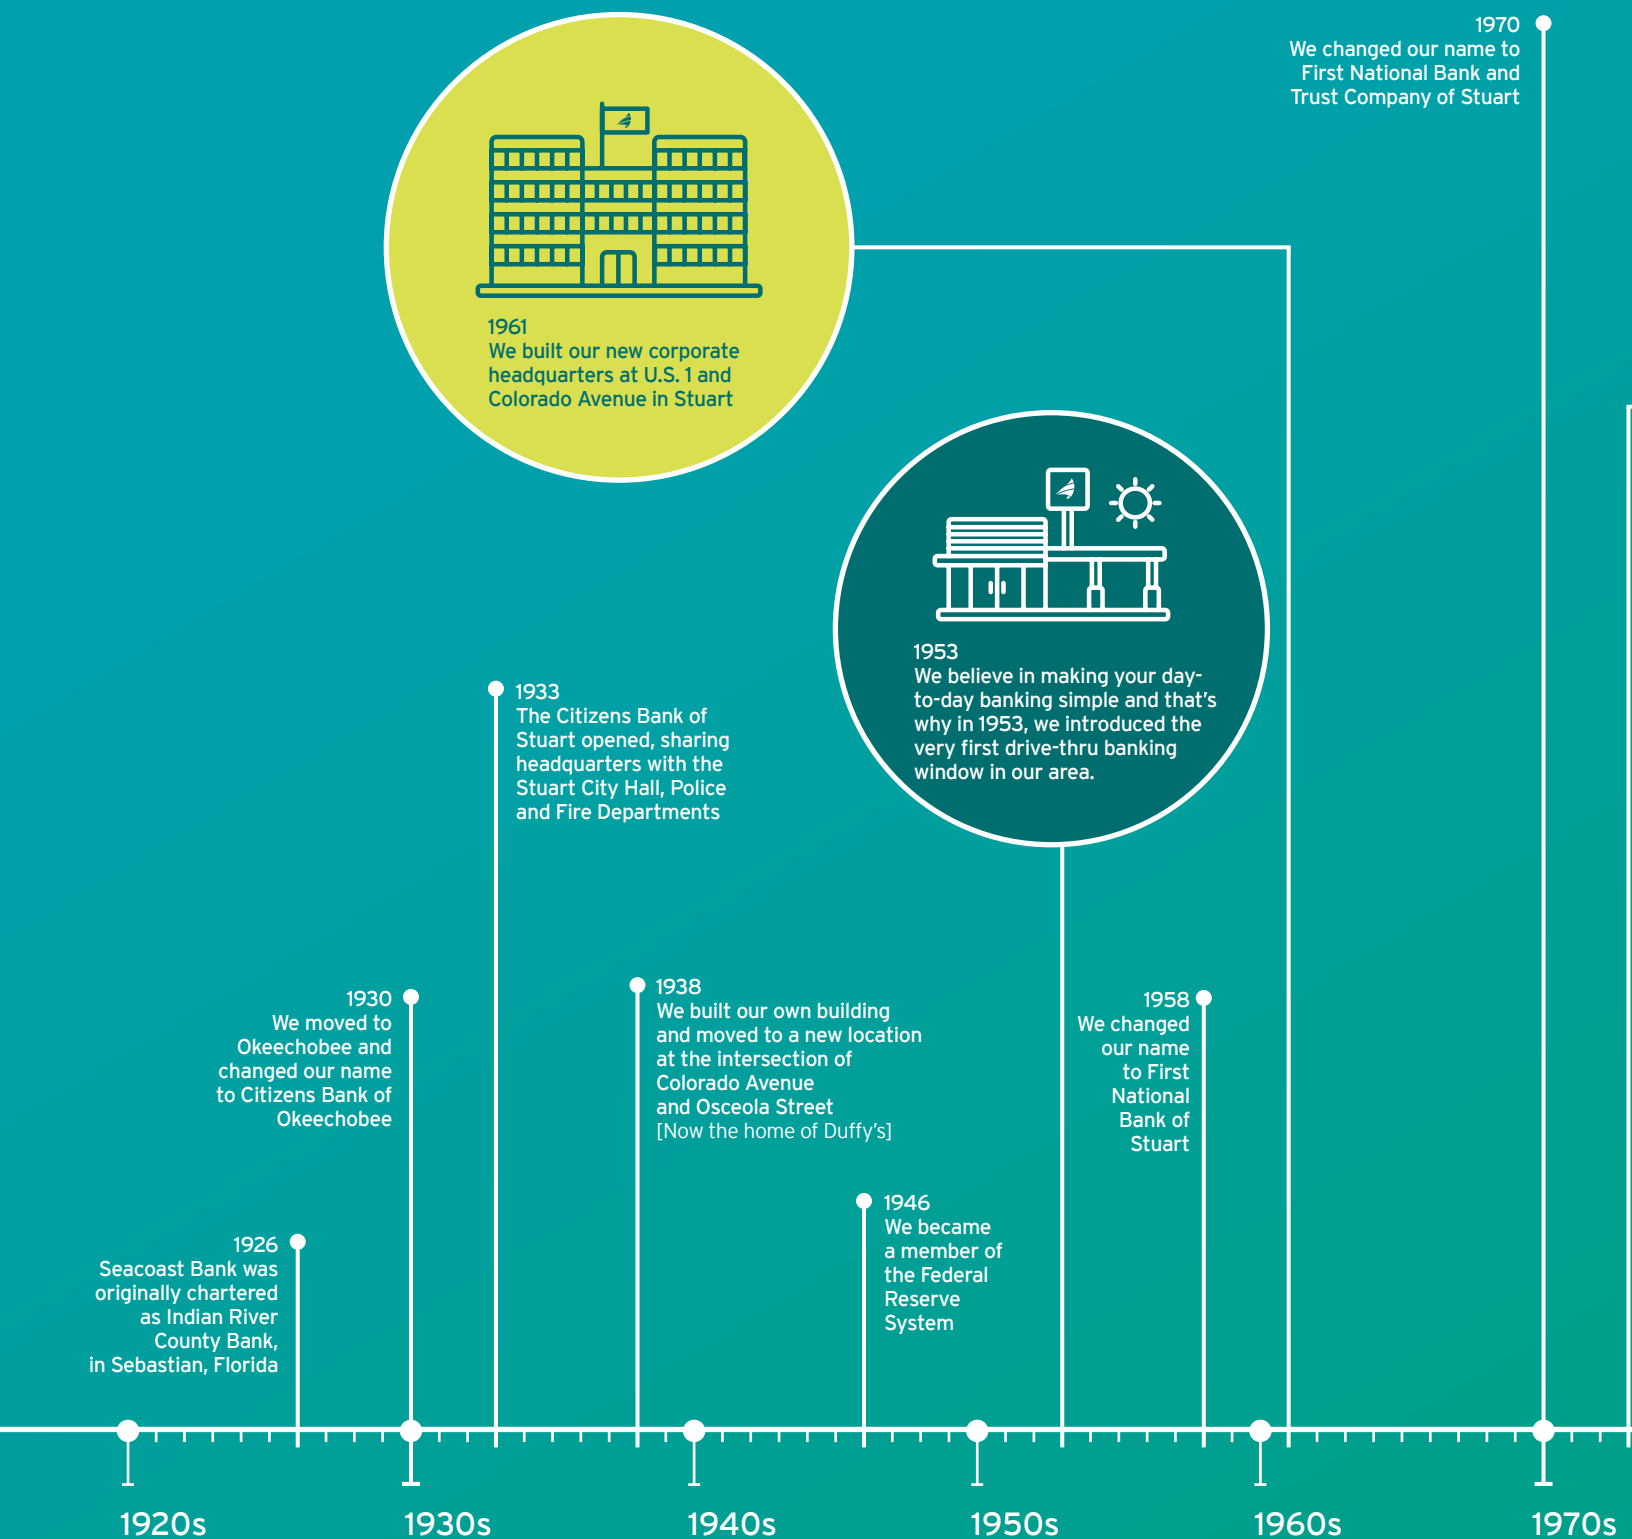 1970
We changed our name to
First National Bank and
Trust Company of Stuart
1961
We built our new corporate
headquarters at U.S. 1 and
Colorado Avenue in Stuart
1953
We believe in making your day-
to-day banking simple and that's
why in 1953, we introduced the
very first drive-thru banking
window in our area.
1933
The Citizens Bank of
Stuart opened, sharing
headquarters with the
Stuart City Hall, Police
and Fire Departments
1930
We moved to
Okeechobee and
changed our name
to Citizens Bank of
Okeechobee
1938
We built our own building
and moved to a new location
at the intersection of
Colorado Avenue
and Osceola Street
[Now the home of Duffy's]
1958
We changed
our name
to First
National
Bank of
Stuart
1946
We became
a member of
the Federal
Reserve
System
1926
Seacoast Bank was
originally chartered
as Indian River
County Bank,
in Sebastian, Florida
1920s 1930s 1940s 1950s 1960s 1970s